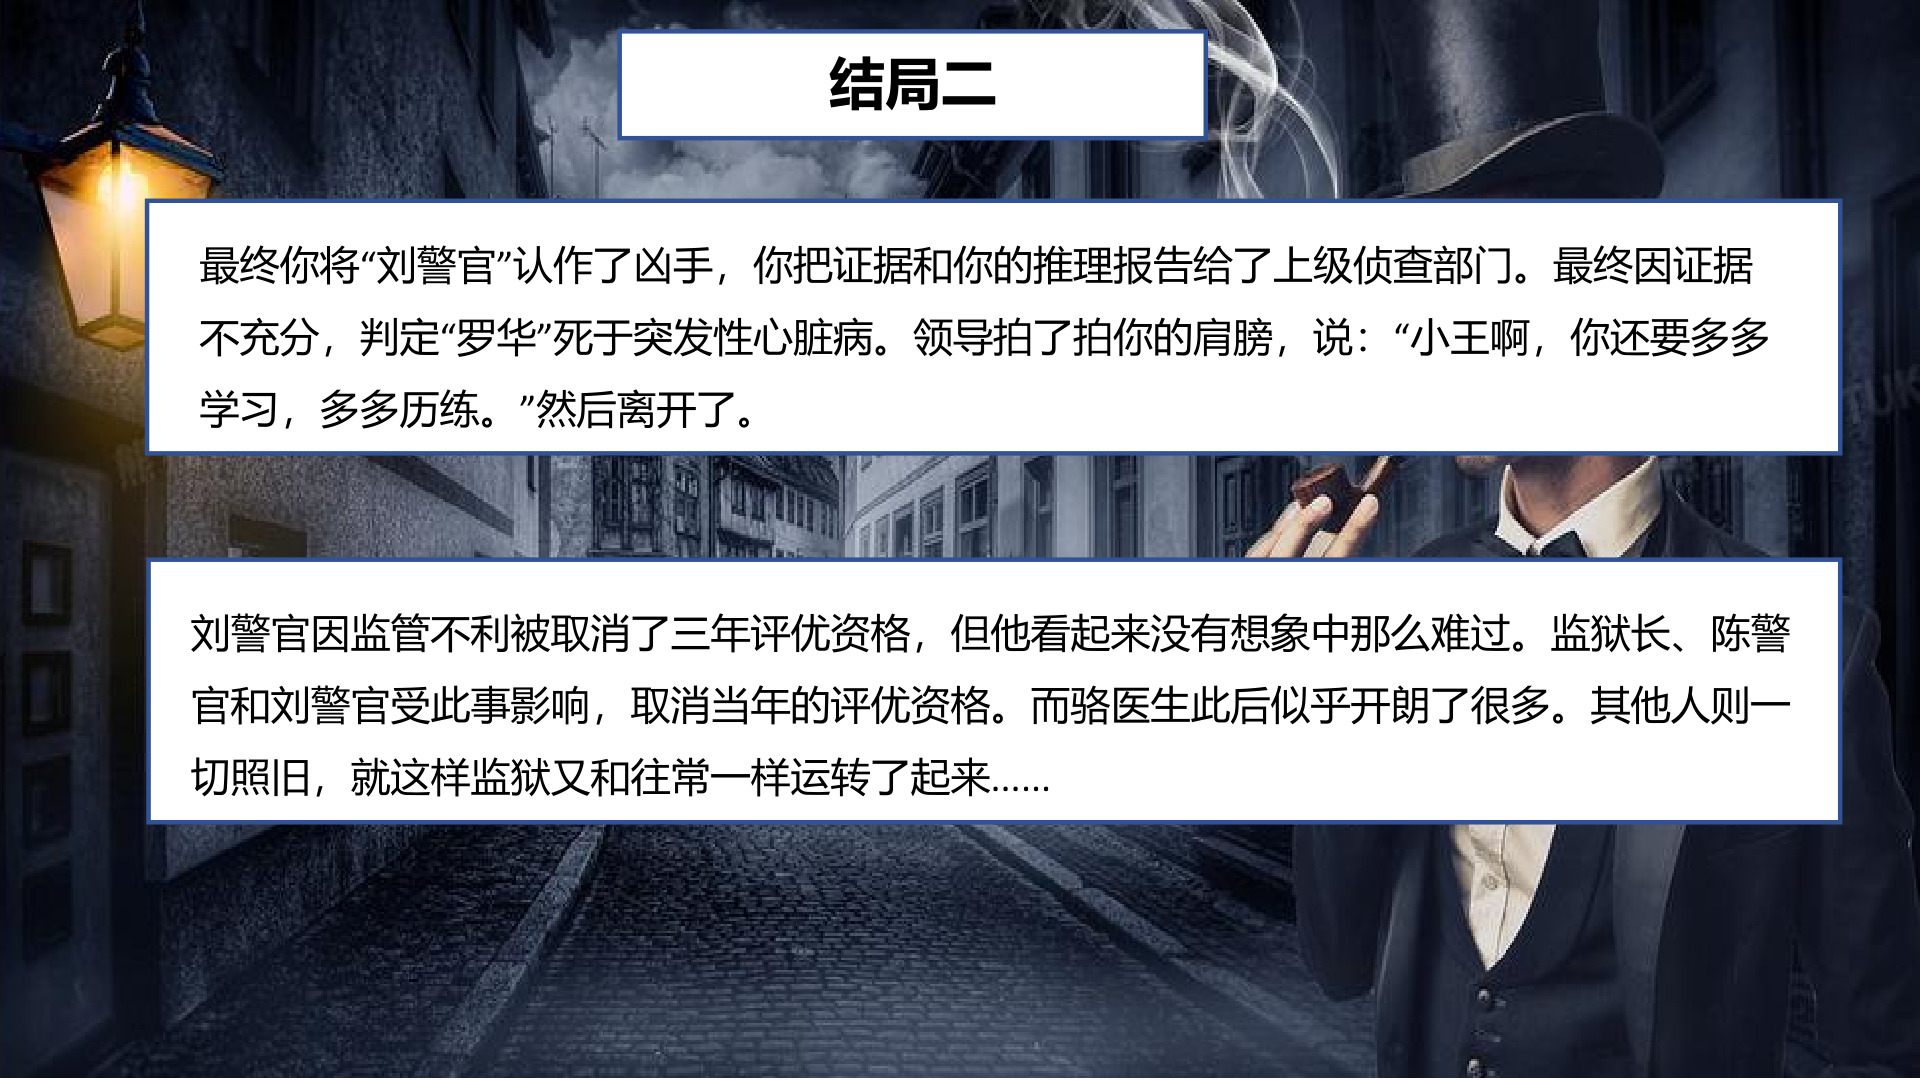 结局二
最终你将“刘警官”认作了凶手，你把证据和你的推理报告给了上级侦查部门。最终因证据
不充分，判定“罗华”死于突发性心脏病。领导拍了拍你的肩膀，说：“小王啊，你还要多多
学习，多多历练。”然后离开了。
刘警官因监管不利被取消了三年评优资格，但他看起来没有想象中那么难过。监狱长、陈警
官和刘警官受此事影响，取消当年的评优资格。而骆医生此后似乎开朗了很多。其他人则一
切照旧，就这样监狱又和往常一样运转了起来……